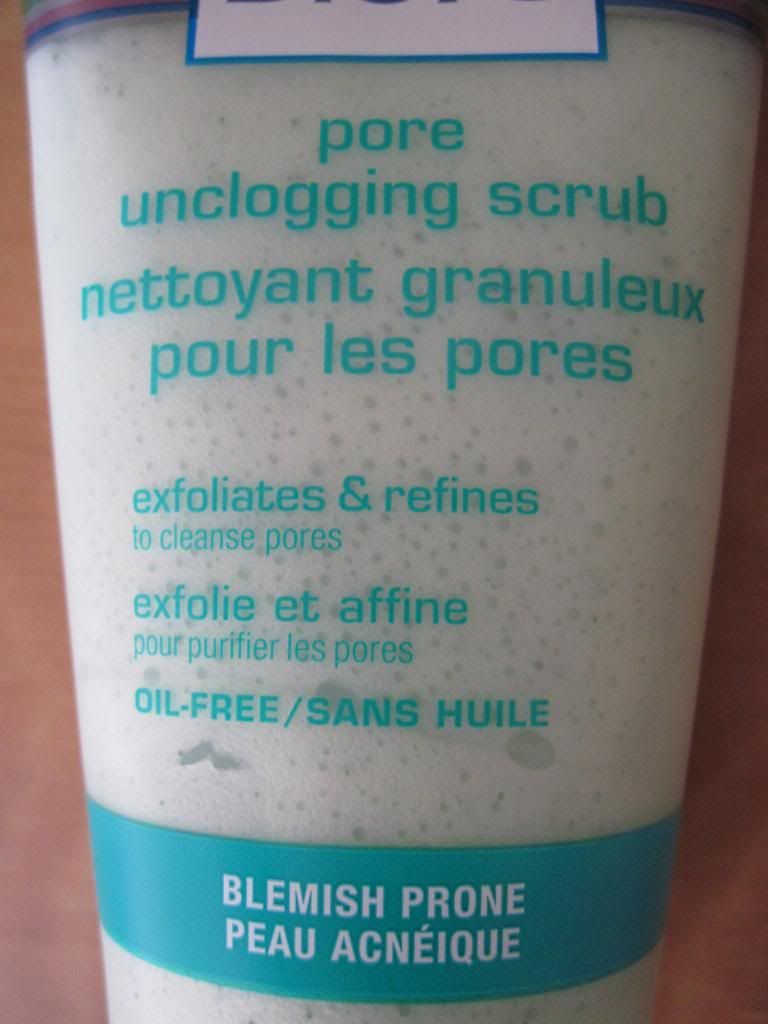 pore
unclogging scrub
nettoyant granuleux
pour les pores
exfoliates & refines
to cleanse pores
exfolie et affine
pour purifier les pores
OIL-FREE/SANS HUILE
BLEMISH PRONE
PEAU ACNÉIQUE